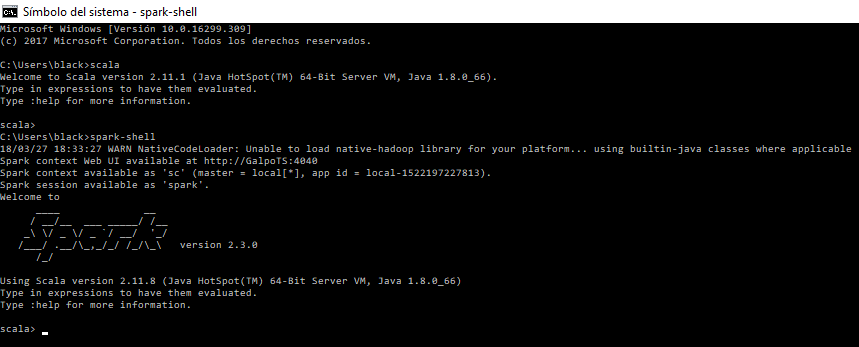 Símbolo del sistema - spark-shell
Microsoft Windows [Versión 10.0.16299.309]
(c) 2017 Microsoft Corporation. Todos los derechos reservados.
C:\Users\black>scala
Welcome to Scala version 2.11.1 (Java HotSpot(TM) 64-Bit Server VM, Java 1.8.0_66).
Type in expressions to have them evaluated.
Type :help for more information.
scala>
C:\Users\black>spark-shell
18/03/27 18:33:27 WARN NativeCodeLoader: Unable to load native-hadoop library for your platform... using builtin-java classes where applicable
Spark context Web UI available at http://GalpoTS:4040
Spark context available as 'sc' (master = local[*], app id = local-1522197227813).
Spark session available as 'spark'.
Welcome to
      ____              __
     / __/__  ___ _____/ /__
    _\ \/ _ \/ _ `/ __/  '_/
   /___/ .__/\_,_/_/ /_/\_\   version 2.3.0
      /_/
Using Scala version 2.11.8 (Java HotSpot(TM) 64-Bit Server VM, Java 1.8.0_66)
Type in expressions to have them evaluated.
Type :help for more information.
scala>